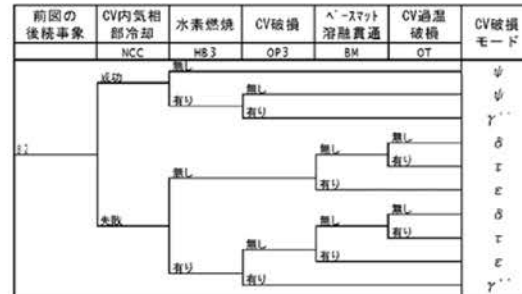 前図の
後続事象
CV内気相
部冷却
水素燃焼
CV破損
ベースマット
溶融貫通
CV過温
破損
CV破損
モード
NCC
HB3
OP3
BM
OT
成功
無し
ψ
有り
無し
ψ
有り
γ''
無し
無し
無し
δ
有り
τ
有り
ε
失敗
有り
無し
無し
無し
δ
有り
τ
有り
ε
有り
γ''